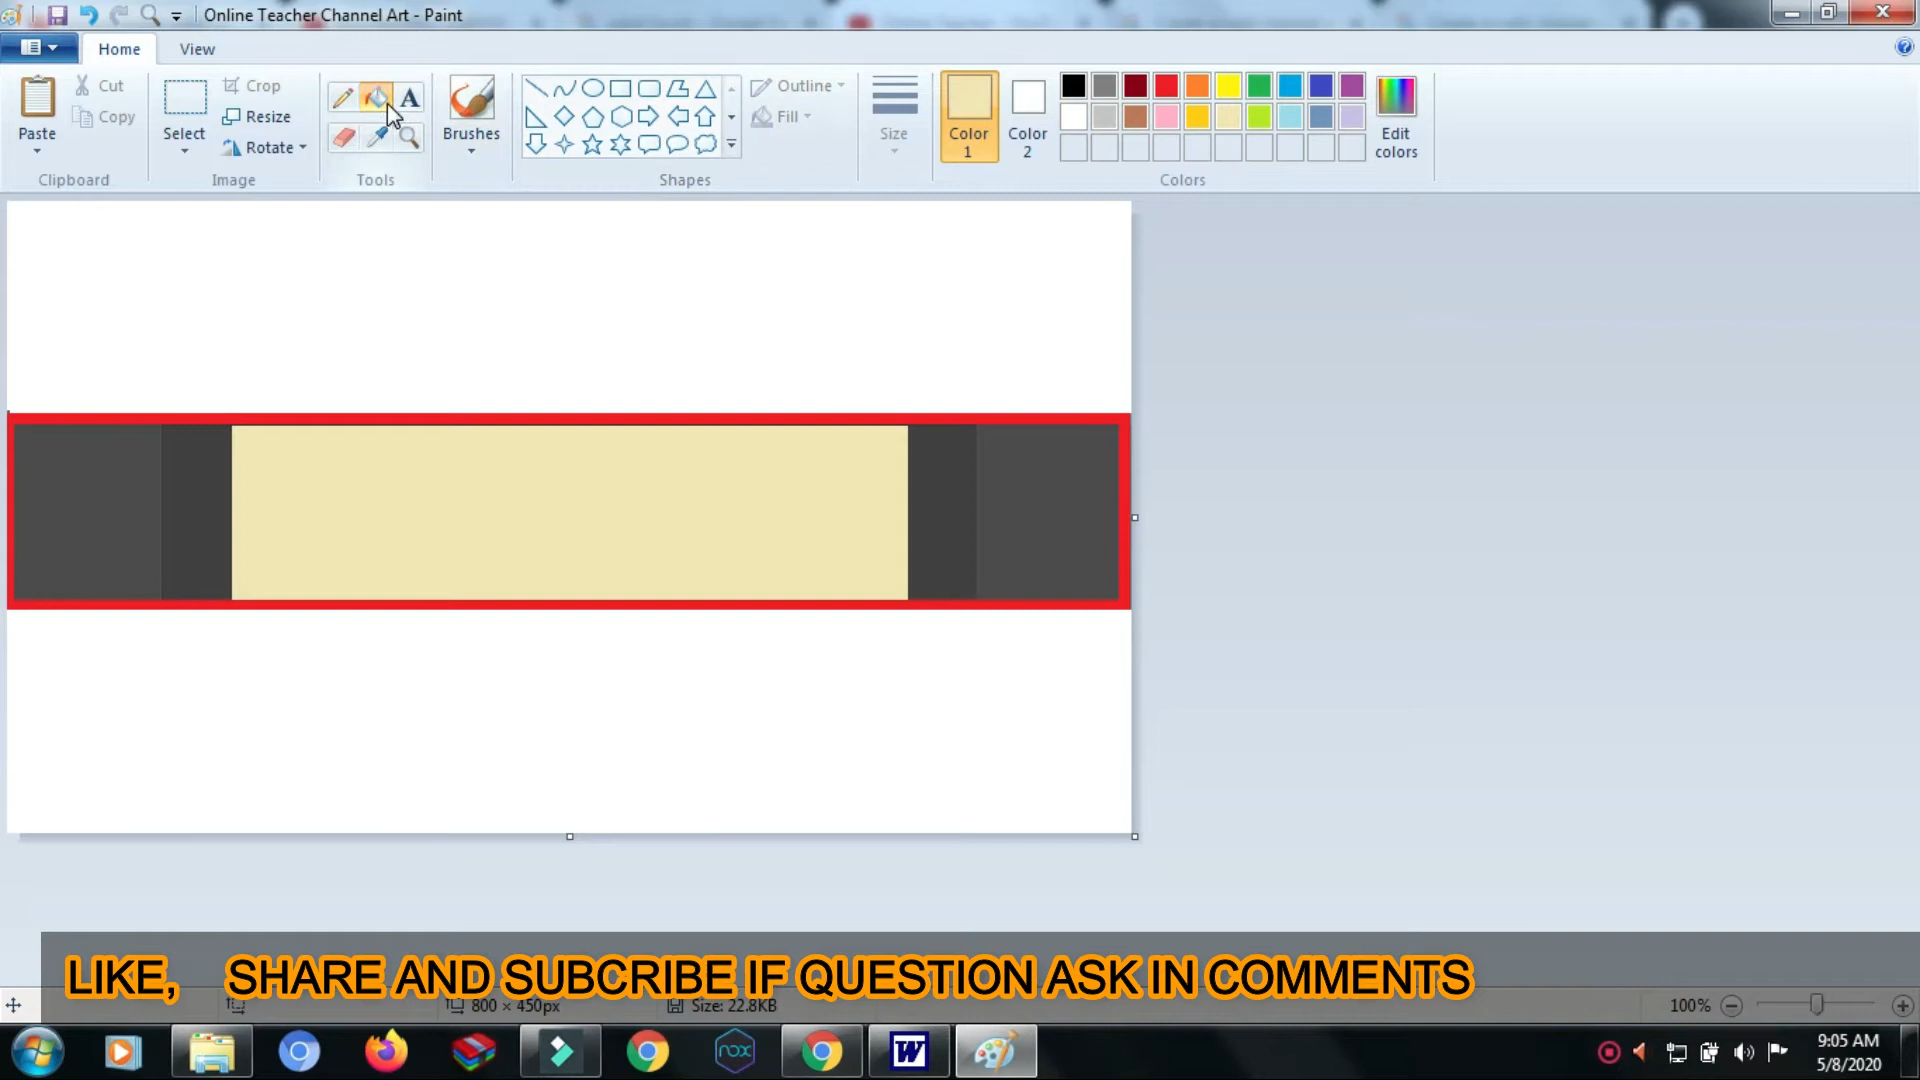 Online Teacher Channel Art - Paint
Home
View
Paste
Cut
Copy
Clipboard
Select
Crop
Resize
Rotate
Image
A
Tools
Brushes
Shapes
Outline
Fill
Size
Color
1
Color
2
Edit
colors
Colors
LIKE, SHARE AND SUBCRIBE IF QUESTION ASK IN COMMENTS
800 × 450px
Size: 22.8KB
100%
nox
W
9:05 AM
5/8/2020